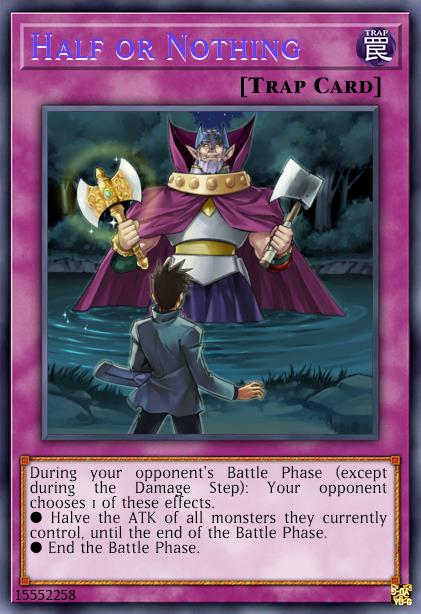 Half or Nothing
TRAP
罠
[Trap Card]
During your opponent's Battle Phase (except
during the Damage Step): Your opponent
chooses 1 of these effects.
● Halve the ATK of all monsters they currently
control, until the end of the Battle Phase.
● End the Battle Phase.
15552258